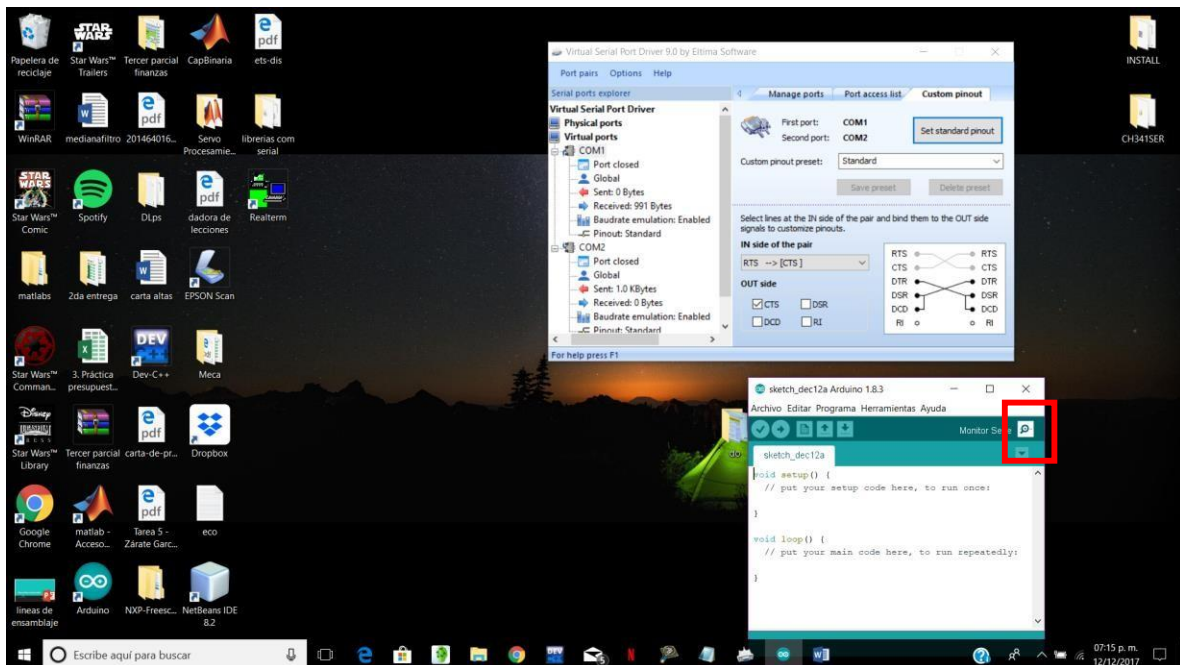 Papelera de
reciclaje
STAR
WARS
Star Wars™
Trailers
Tercer parcial
finanzas
CapBinaria
pdf
ets-dis
WinRAR
medianafiltro
pdf
201464016...
Servo
Procesamie...
librerias com
serial
STAR
WARS
Star Wars™
Comic
Spotify
DLps
pdf
dadora de
lecciones
Realterm
matlabs
2da entrega
carta altas
EPSON Scan
Star Wars™
Comman...
3. Práctica
presupuest...
DEV
Dev-C++
Meca
Disney
Star Wars™
Library
Tercer parcial
finanzas
pdf
carta-de-pr...
Dropbox
Google
Chrome
matlab -
Acceso...
pdf
Tarea 5 -
Zárate Garc...
eco
lineas de
ensamblaje
Arduino
NXP-Freesc...
NetBeans IDE
8.2
INSTALL
CH341SER
Virtual Serial Port Driver 9.0 by Eltima Software
Port pairs Options Help
Serial ports explorer
Virtual Serial Port Driver
Physical ports
Virtual ports
COM1
Port closed
Global
Sent: 0 Bytes
Received: 991 Bytes
Baudrate emulation: Enabled
Pinout: Standard
COM2
Port closed
Global
Sent: 1.0 KBytes
Received: 0 Bytes
Baudrate emulation: Enabled
Pinout: Standard
For help press F1
Manage ports Port access list Custom pinout
First port: COM1
Second port: COM2
Set standard pinout
Custom pinout preset: Standard
Save preset Delete preset
Select lines at the IN side of the pair and bind them to the OUT side
signals to customize pinouts.
IN side of the pair
RTS --> [CTS ]
OUT side
CTS DSR
DCD RI
RTS RTS
CTS CTS
DTR DTR
DSR DSR
DCD DCD
RI RI
sketch_dec12a Arduino 1.8.3
Archivo Editar Programa Herramientas Ayuda
Monitor Se
sketch_dec12a
void setup() {
// put your setup code here, to run once:
}
void loop() {
// put your main code here, to run repeatedly:
}
Escribe aquí para buscar
07:15 p. m.
12/12/2017